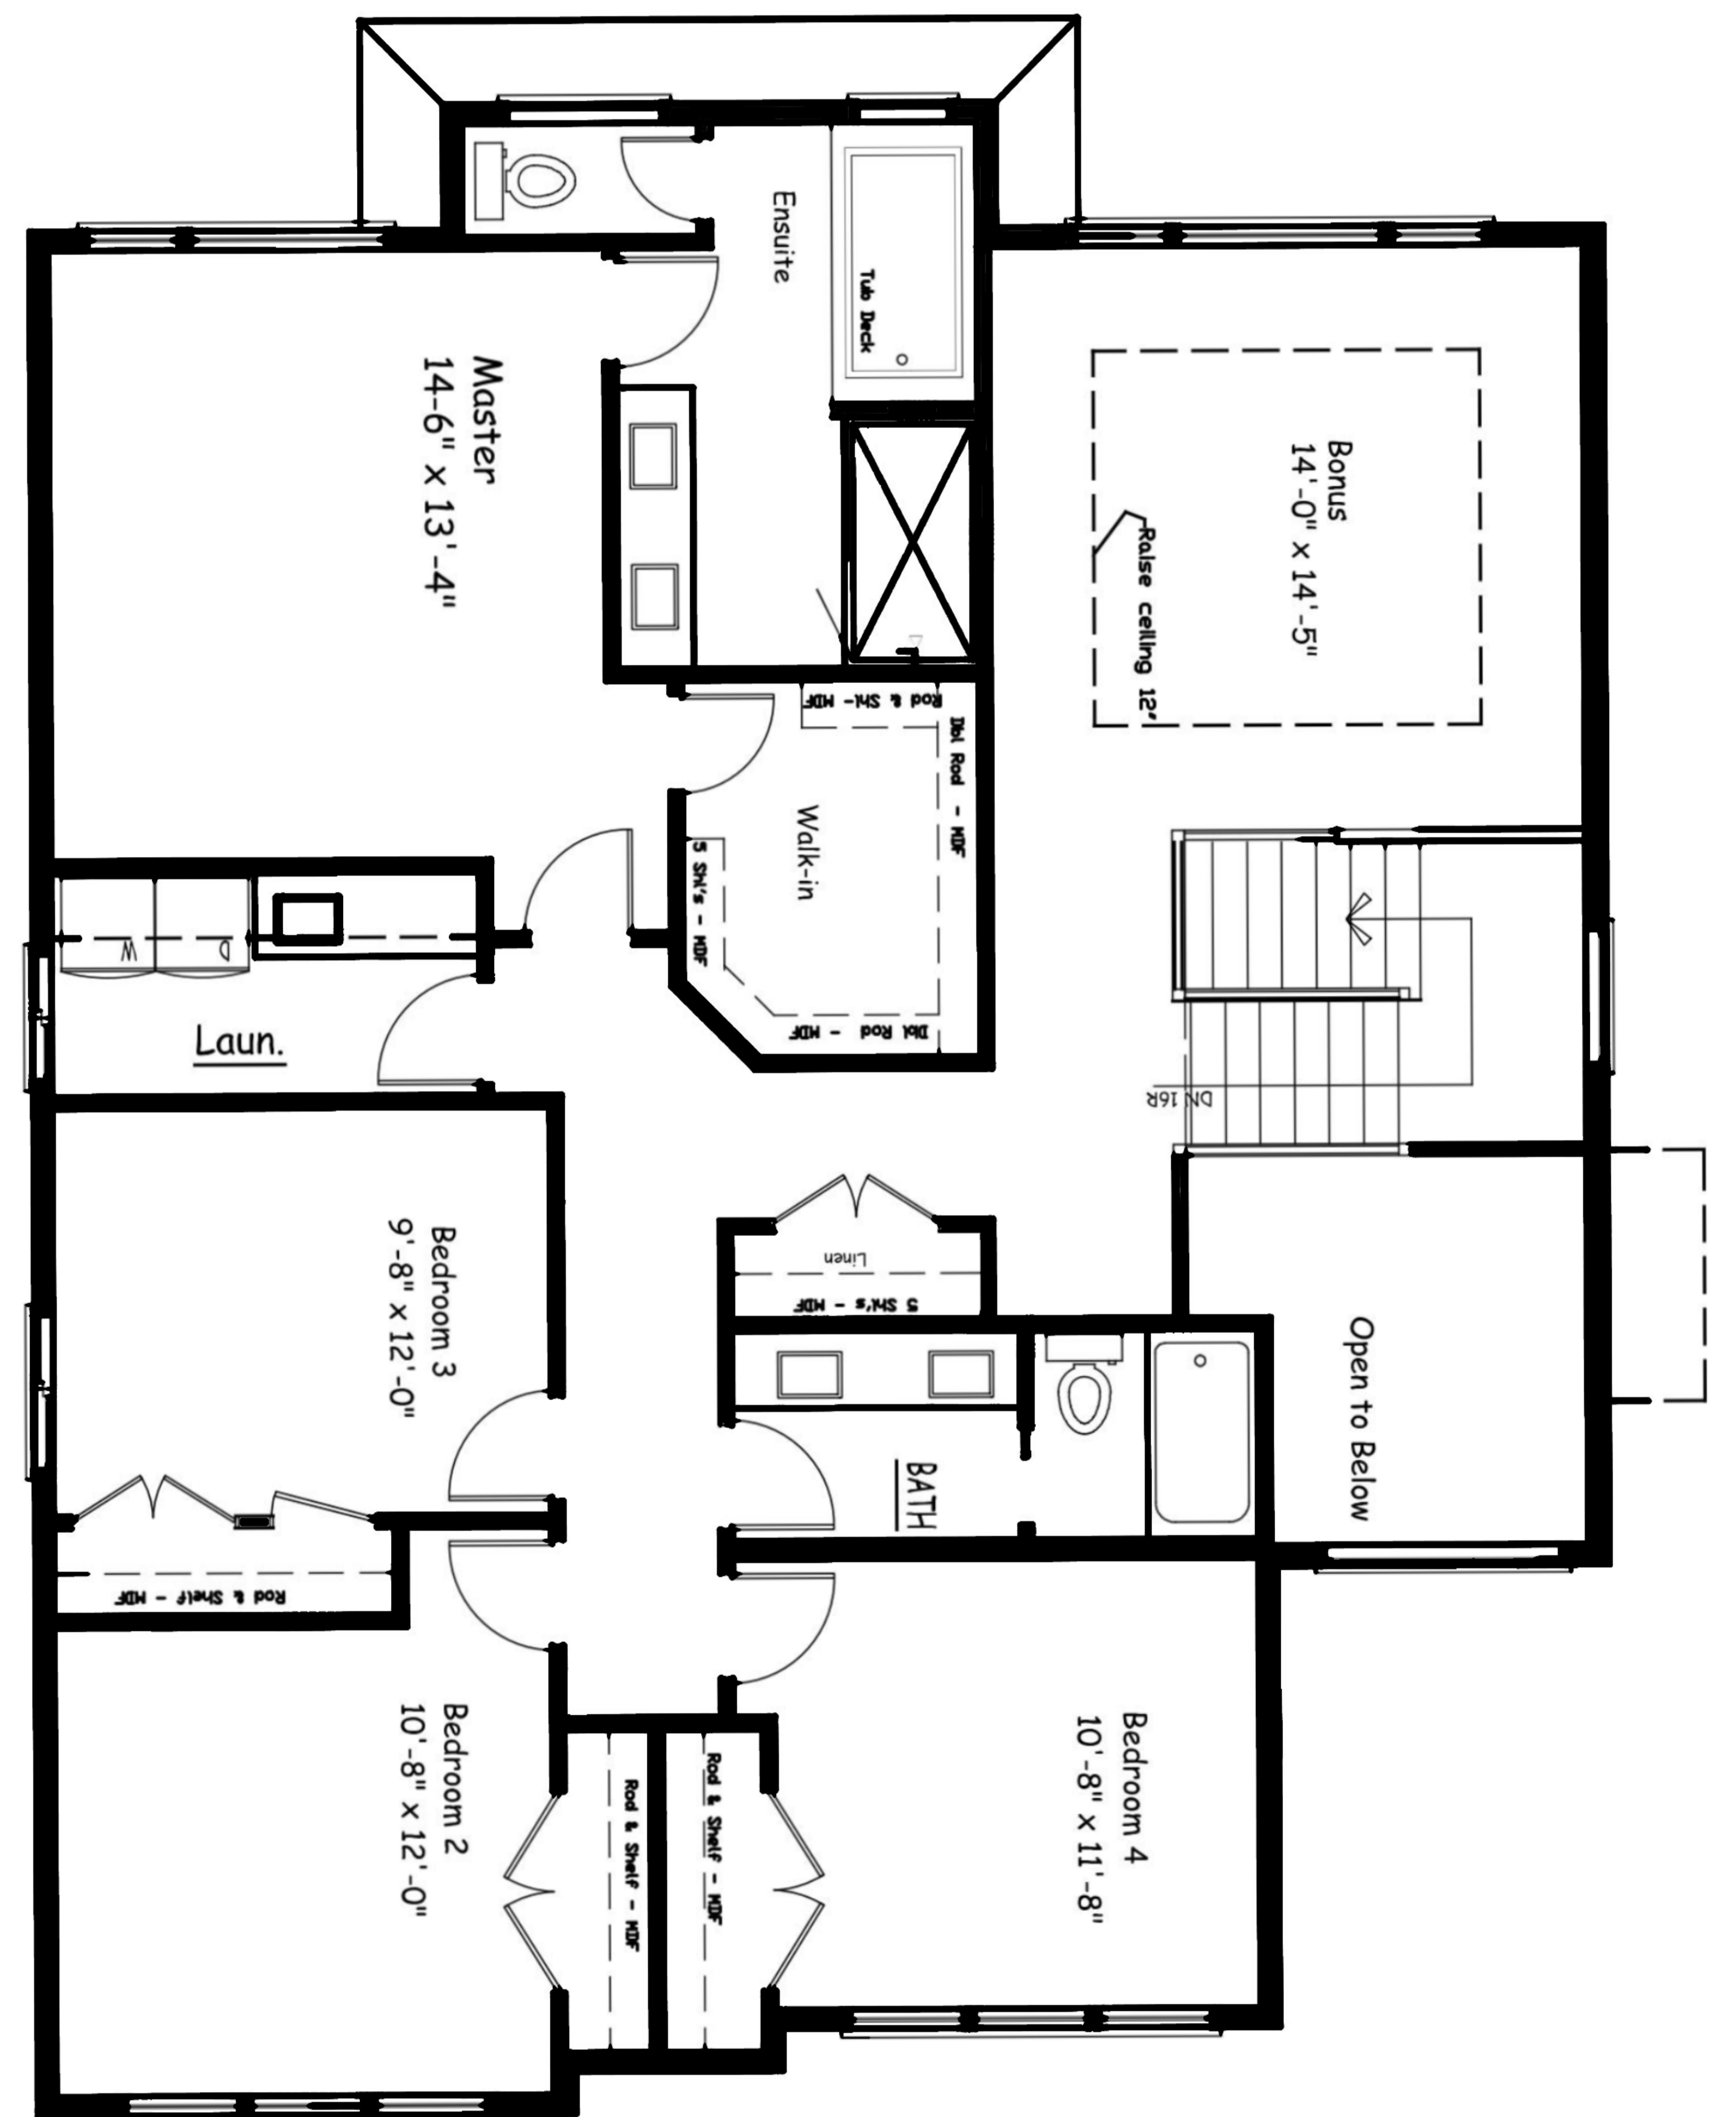 Ensuite
Tub Deck
Master
14-6" x 13'-4"
Bonus
14'-0" x 14'-5"
Raise ceiling 12"
Rod & Shl- MDF
Dbl Rod - MDF
Walk-in
5 Shl's - MDF
Dbl Rod - MDF
W
D
Laun.
DN 16R
Linen
5 Shl's - MDF
Bedroom 3
9'-8" x 12'-0"
Open to Below
BATH
Rod & Shelf - MDF
Bedroom 2
10'-8" x 12'-0"
Rod & Shelf - MDF
Rod & Shelf - MDF
Bedroom 4
10'-8" x 11'-8"